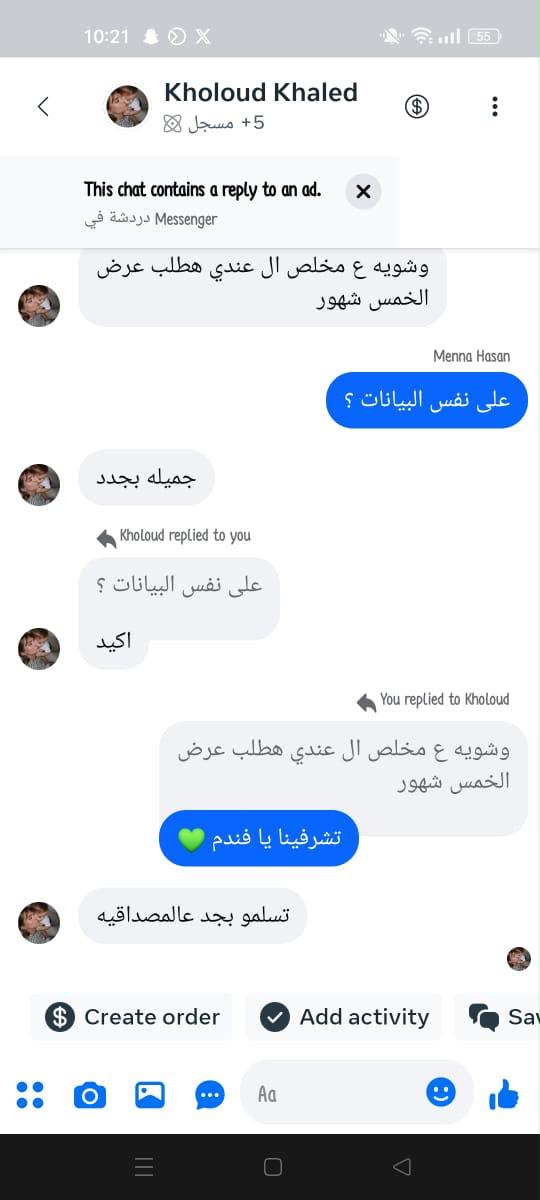 10:21
55
Kholoud Khaled
مسجل +5
This chat contains a reply to an ad.
دردشة في Messenger
وشويه ع مخلص ال عندي هطلب عرض
الخمس شهور
Menna Hasan
على نفس البيانات ؟
جميله بجدد
Kholoud replied to you
على نفس البيانات ؟
اكيد
You replied to Kholoud
وشويه ع مخلص ال عندي هطلب عرض
الخمس شهور
تشرفينا يا فندم 💚
تسلمو بجد عالمصداقيه
Create order
Add activity
Sav
Aa